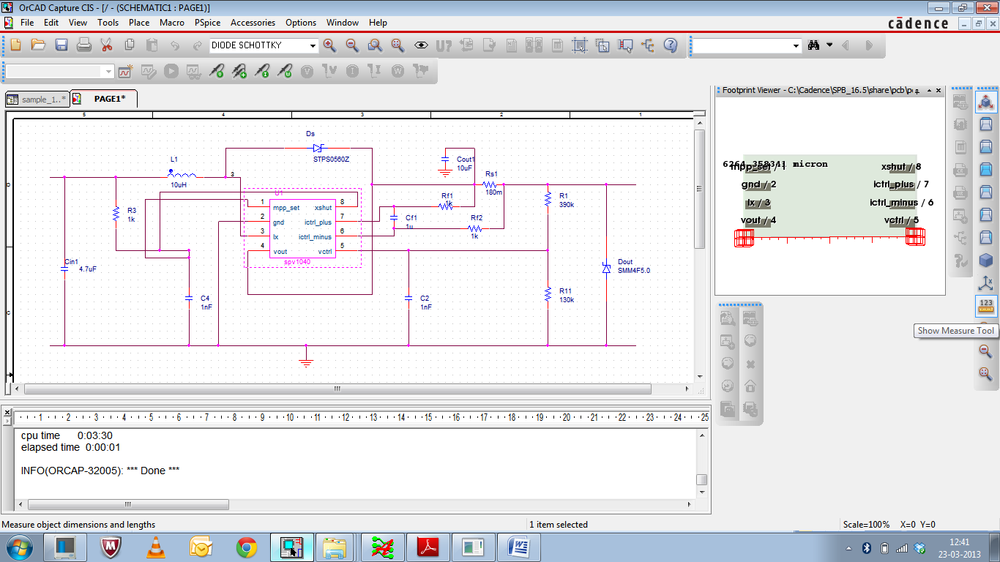 OrCAD Capture CIS - [/ - (SCHEMATIC1 : PAGE1)]
File Edit View Tools Place Macro PSpice Accessories Options Window Help
cādence
DIODE SCHOTTKY
sample_1..*
PAGE1*
Footprint Viewer - C:\Cadence\SPB_16.5\share\pcb\p
5 4 3 2 1
D
C
Ds
STPS0560Z
L1
10uH
3
Cout1
10uF
Rs1
180m
R3
1k
U1
1 mpp_set xshut 8
2 gnd ictrl_plus 7
3 lx ictrl_minus 6
4 vout vctrl 5
spv1040
Rf1
1k
Cf1
1u
Rf2
1k
R1
390k
Cin1
4.7uF
C4
1nF
C2
1nF
R11
130k
Dout
SMM4F5.0
micron
mpp_set / 1 xshut / 8
gnd / 2 ictrl_plus / 7
lx / 3 ictrl_minus / 6
vout / 4 vctrl / 5
123
Show Measure Tool
1 2 3 4 5 6 7 8 9 10 11 12 13 14 15 16 17 18 19 20 21 22 23 24 25
cpu time 0:03:30
elapsed time 0:00:01
INFO(ORCAP-32005): *** Done ***
Measure object dimensions and lengths
1 item selected
Scale=100% X=0 Y=0
12:41
23-03-2013